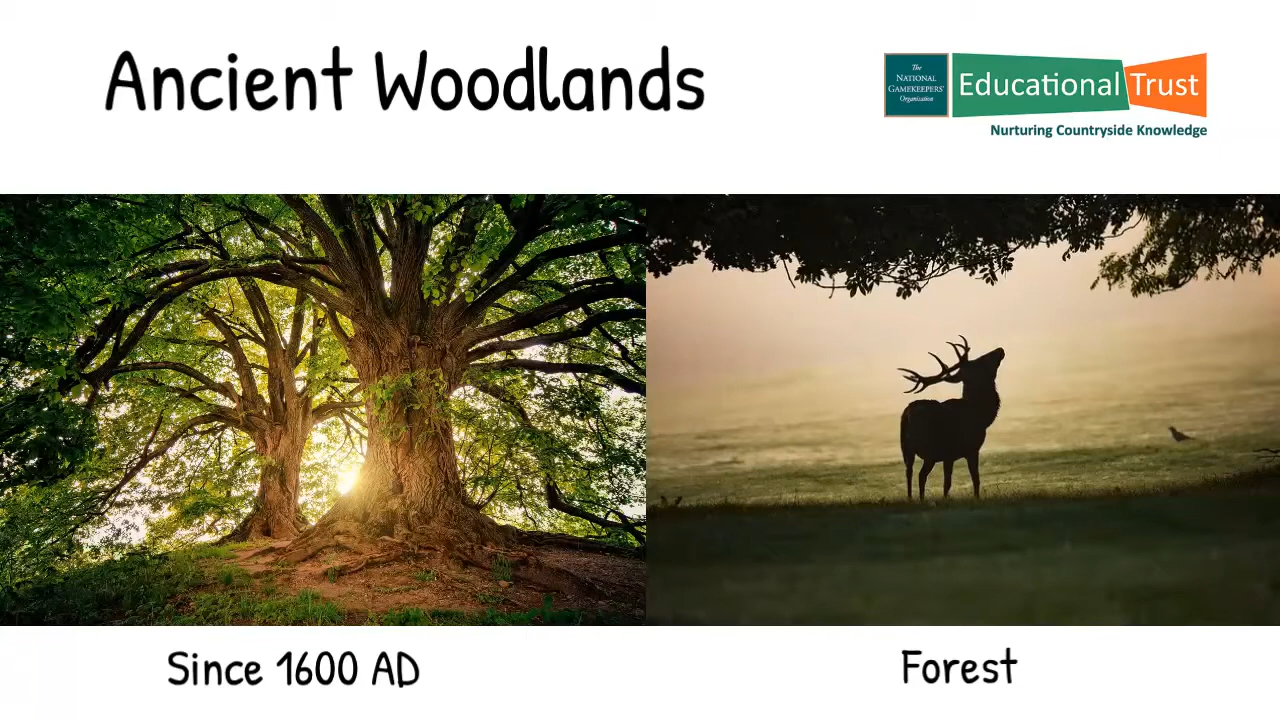 Ancient Woodlands
The
NATIONAL
GAMEKEEPERS'
Organisation
Educational Trust
Nurturing Countryside Knowledge
Since 1600 AD
Forest